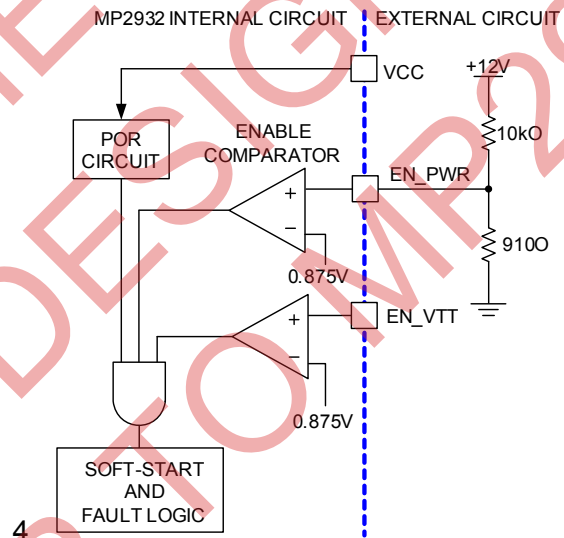 MP2932 INTERNAL CIRCUIT
EXTERNAL CIRCUIT
VCC
+12V
POR
CIRCUIT
ENABLE
COMPARATOR
10kO
EN_PWR
+
−
0.875V
910O
EN_VTT
+
−
0.875V
SOFT-START
AND
FAULT LOGIC
4